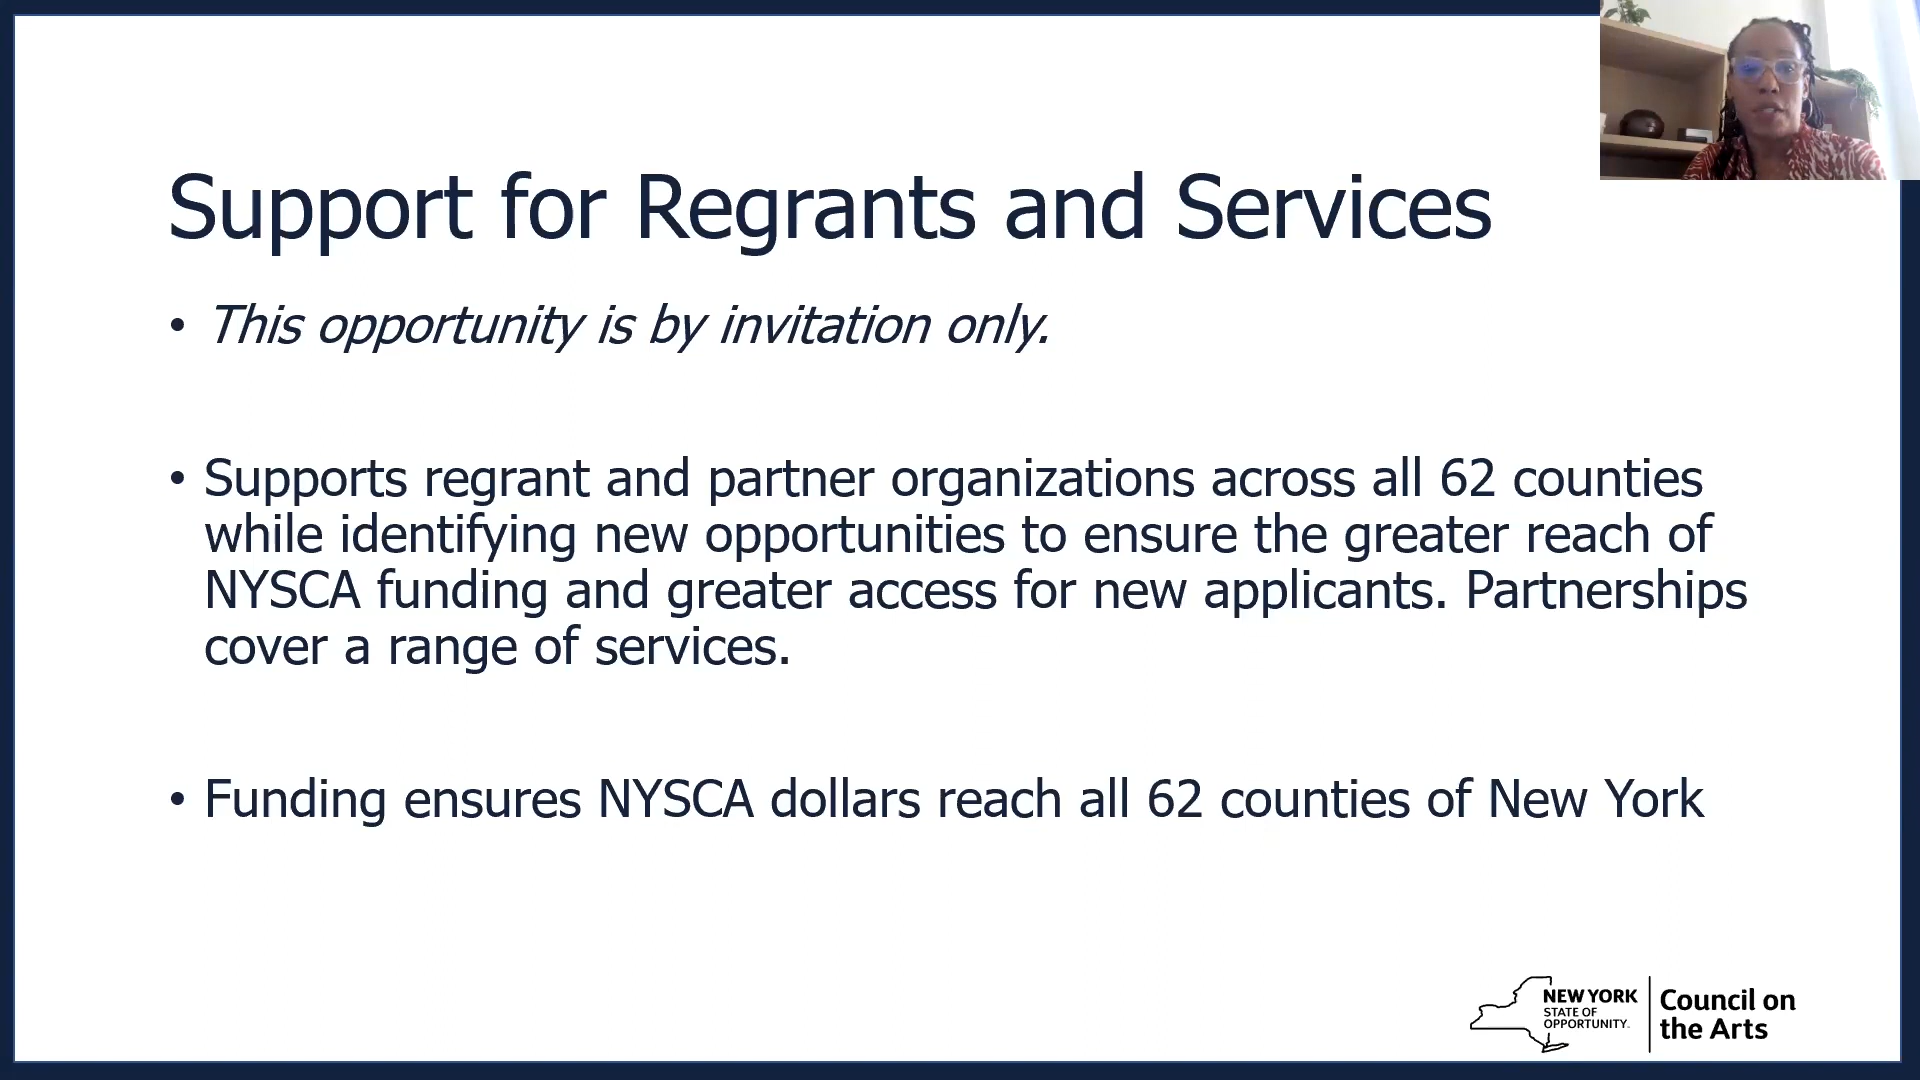 Support for Regrants and Services
• This opportunity is by invitation only.
• Supports regrant and partner organizations across all 62 counties
while identifying new opportunities to ensure the greater reach of
NYSCA funding and greater access for new applicants. Partnerships
cover a range of services.
• Funding ensures NYSCA dollars reach all 62 counties of New York
NEW YORK
STATE OF
OPPORTUNITY.
Council on
the Arts